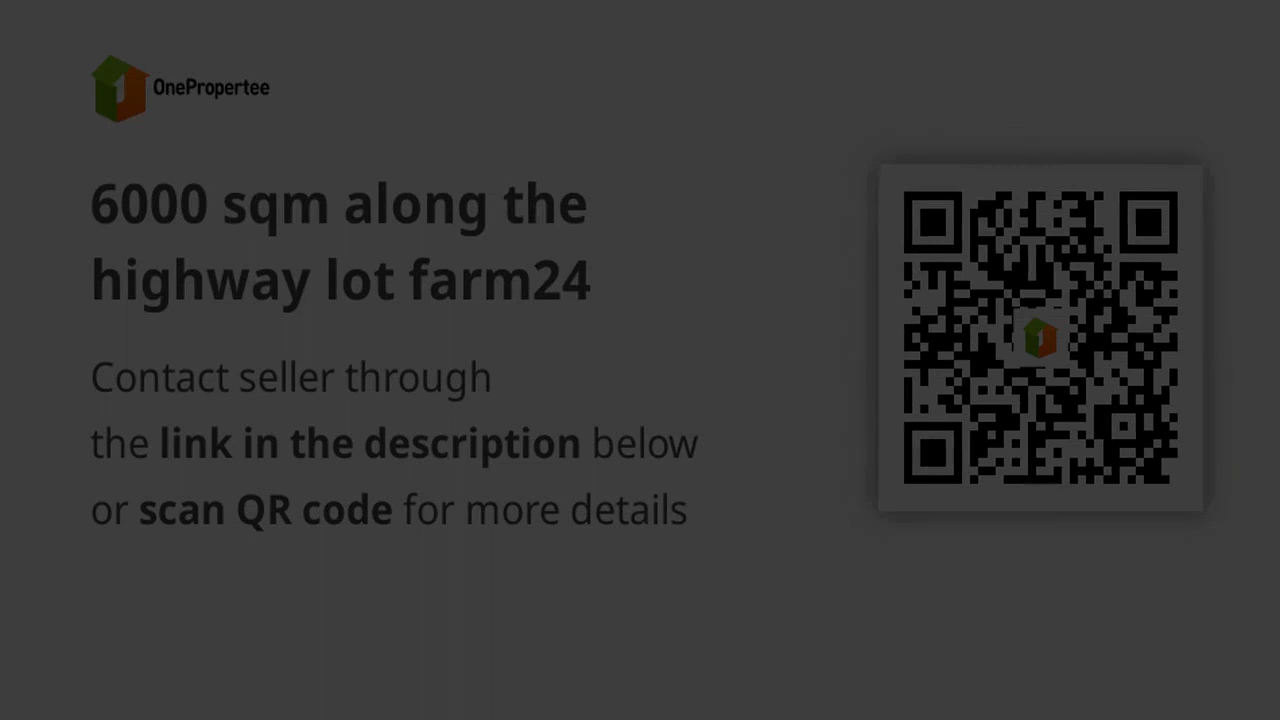 OnePropertee
6000 sqm along the
highway lot farm24
Contact seller through
the link in the description below
or scan QR code for more details